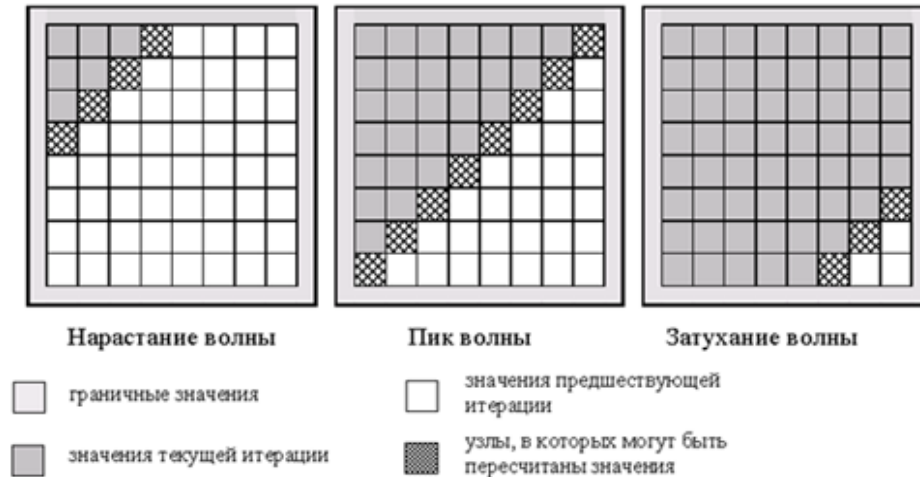 Нарастание волны
Пик волны
Затухание волны
граничные значения
значения предшествующей
итерации
значения текущей итерации
узлы, в которых могут быть
пересчитаны значения